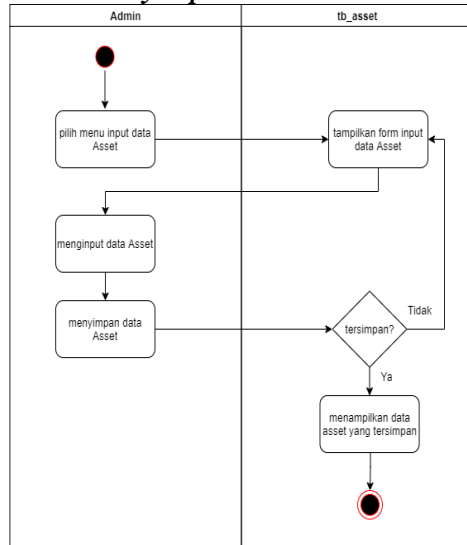 Admin
tb_asset
pilih menu input data
Asset
tampilkan form input
data Asset
menginput data Asset
menyimpan data
Asset
tersimpan?
Tidak
Ya
menampilkan data
asset yang tersimpan